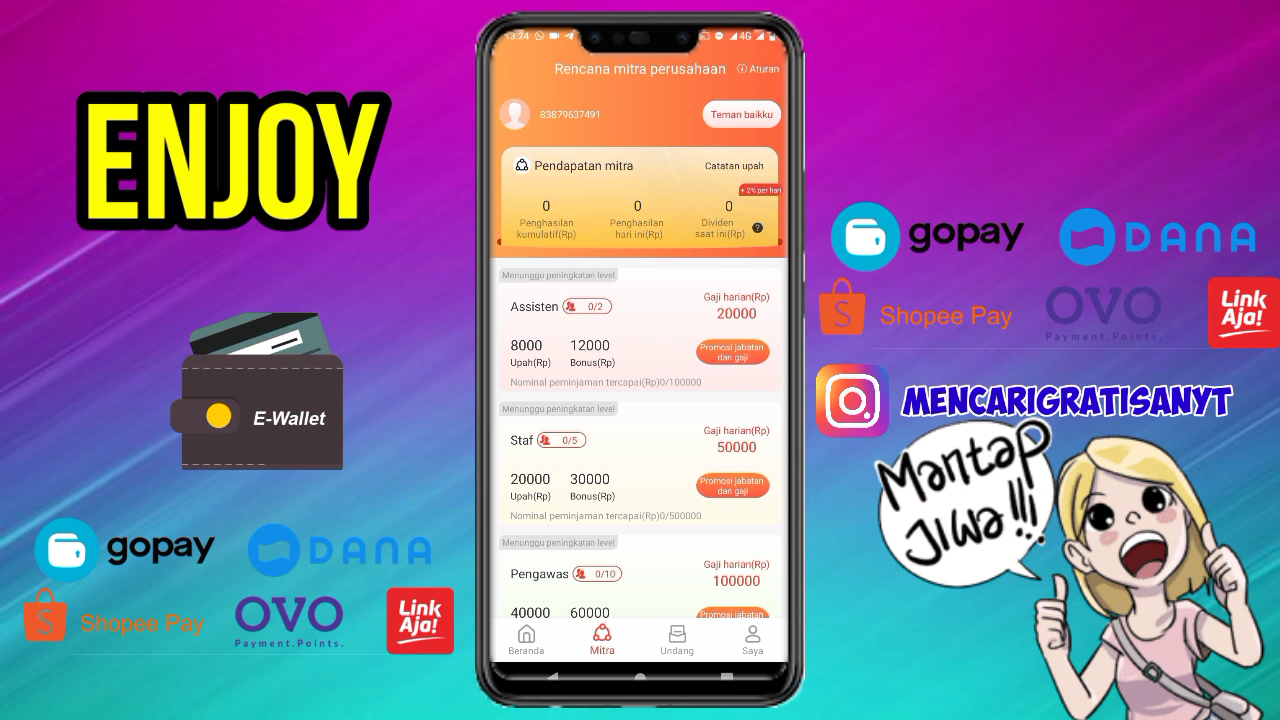 ENJOY
E-Wallet
gopay
DANA
Shopee Pay
OVO
Payment.Points.
Link
Aja!
13:24
4G
Rencana mitra perusahaan
Aturan
83879637491
Teman baikku
Pendapatan mitra
Catatan upah
+ 2% per hari
0
0
0
Penghasilan
kumulatif(Rp)
Penghasilan
hari ini(Rp)
Dividen
saat ini(Rp)
?
Menunggu peningkatan level
Assisten
0/2
Gaji harian(Rp)
20000
8000
12000
Upah(Rp)
Bonus(Rp)
Promosi jabatan
dan gaji
Nominal peminjaman tercapai(Rp)0/100000
Menunggu peningkatan level
Staf
0/5
Gaji harian(Rp)
50000
20000
30000
Upah(Rp)
Bonus(Rp)
Promosi jabatan
dan gaji
Nominal peminjaman tercapai(Rp)0/500000
Menunggu peningkatan level
Pengawas
0/10
Gaji harian(Rp)
100000
40000
60000
Promosi jabatan
Beranda
Mitra
Undang
Saya
gopay
DANA
Shopee Pay
OVO
Payment.Points.
Link
Aja!
MENCARIGRATISANYT
Mantap
Jiwa...!!!